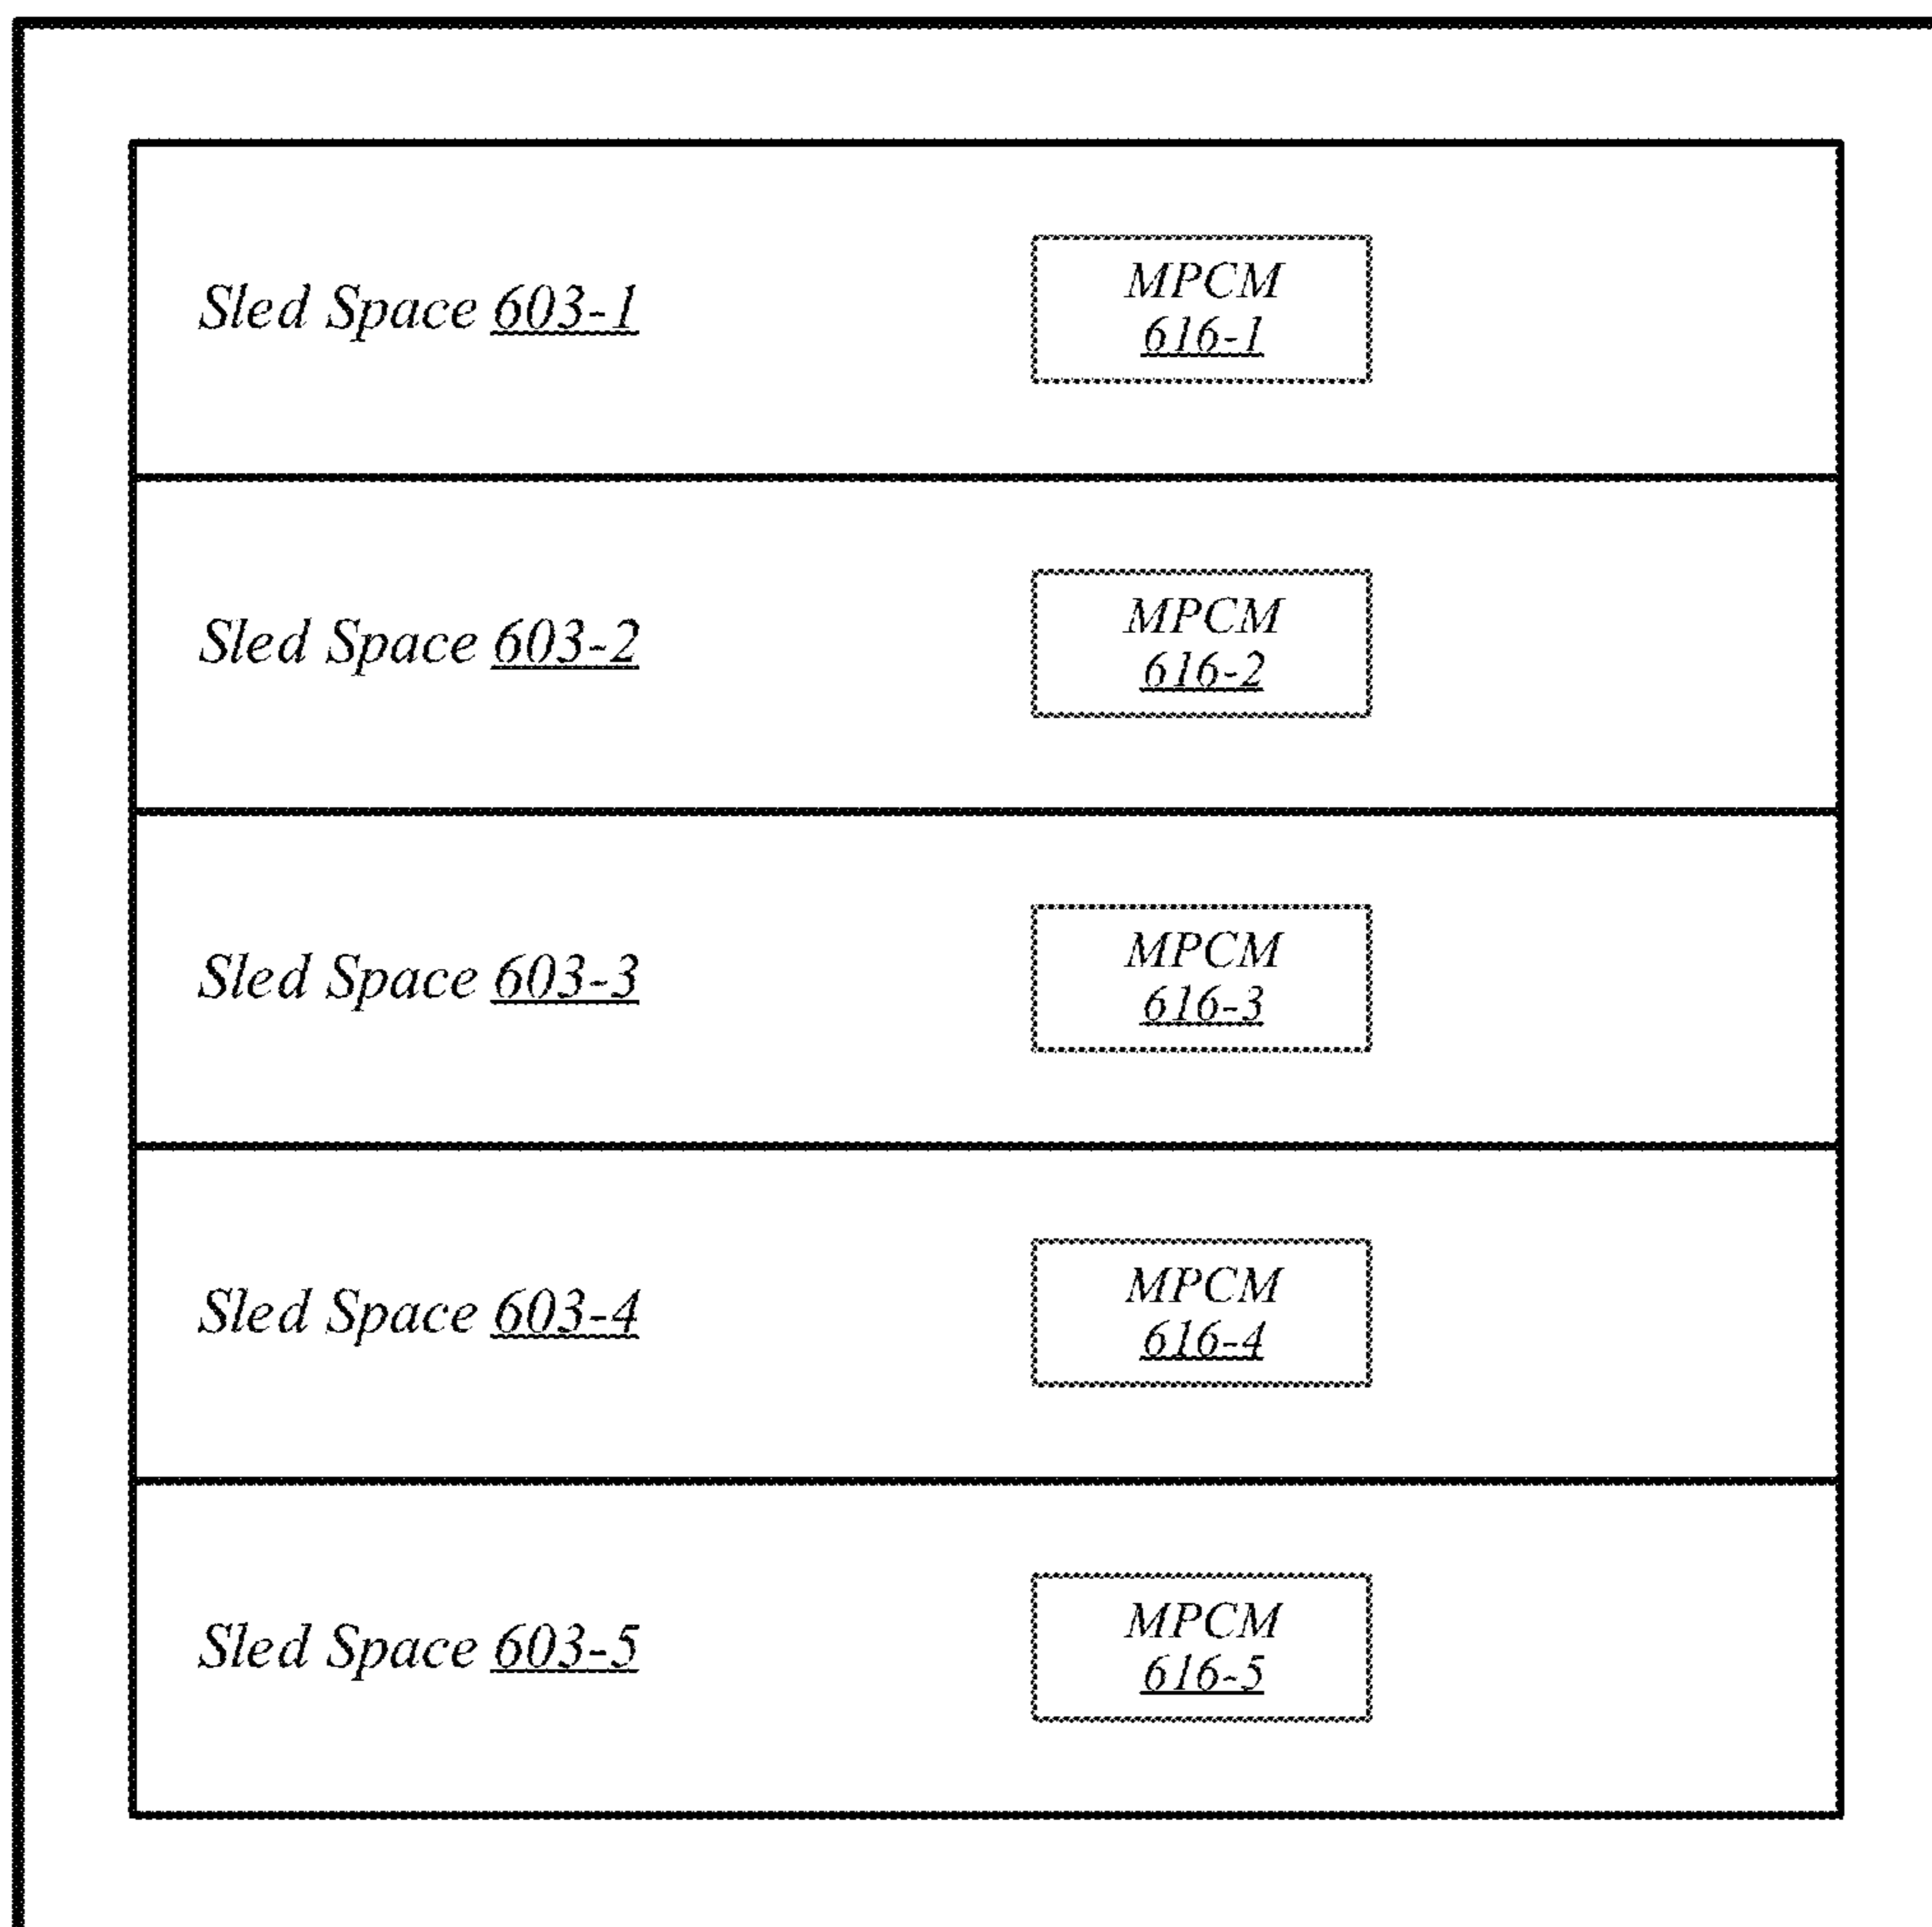 Sled Space 603-1
MPCM
616-1
Sled Space 603-2
MPCM
616-2
Sled Space 603-3
MPCM
616-3
Sled Space 603-4
MPCM
616-4
Sled Space 603-5
MPCM
616-5